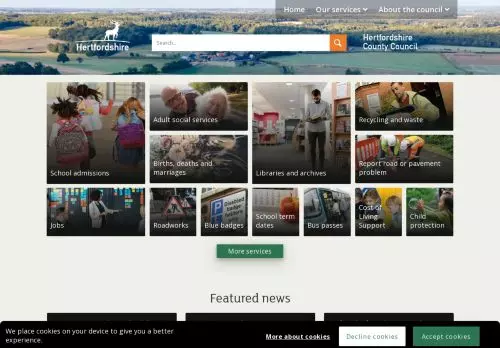 Home Our services About the council
Hertfordshire
Search...
Hertfordshire
County Council
School admissions
Adult social services
Births, deaths and
marriages
Libraries and archives
Recycling and waste
Report road or pavement
problem
Jobs
Roadworks
Disabled
badge
holders
Blue badges
School term
dates
Bus passes
Cost of
Living
Support
Child
protection
More services
Featured news
We place cookies on your device to give you a better
experience.
More about cookies
Decline cookies
Accept cookies